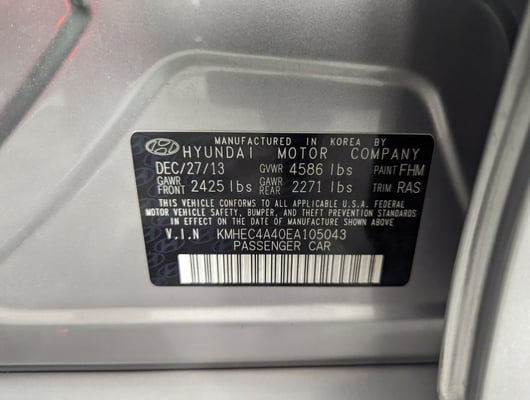 MANUFACTURED IN KOREA BY
HYUNDAI MOTOR COMPANY
DEC/27/13 GVWR 4586 lbs PAINT FHM
GAWR FRONT 2425 lbs GAWR REAR 2271 lbs TRIM RAS
THIS VEHICLE CONFORMS TO ALL APPLICABLE U.S.A. FEDERAL
MOTOR VEHICLE SAFETY, BUMPER, AND THEFT PREVENTION STANDARDS
IN EFFECT ON THE DATE OF MANUFACTURE SHOWN ABOVE
V.I.N KMHEC4A40EA105043
PASSENGER CAR